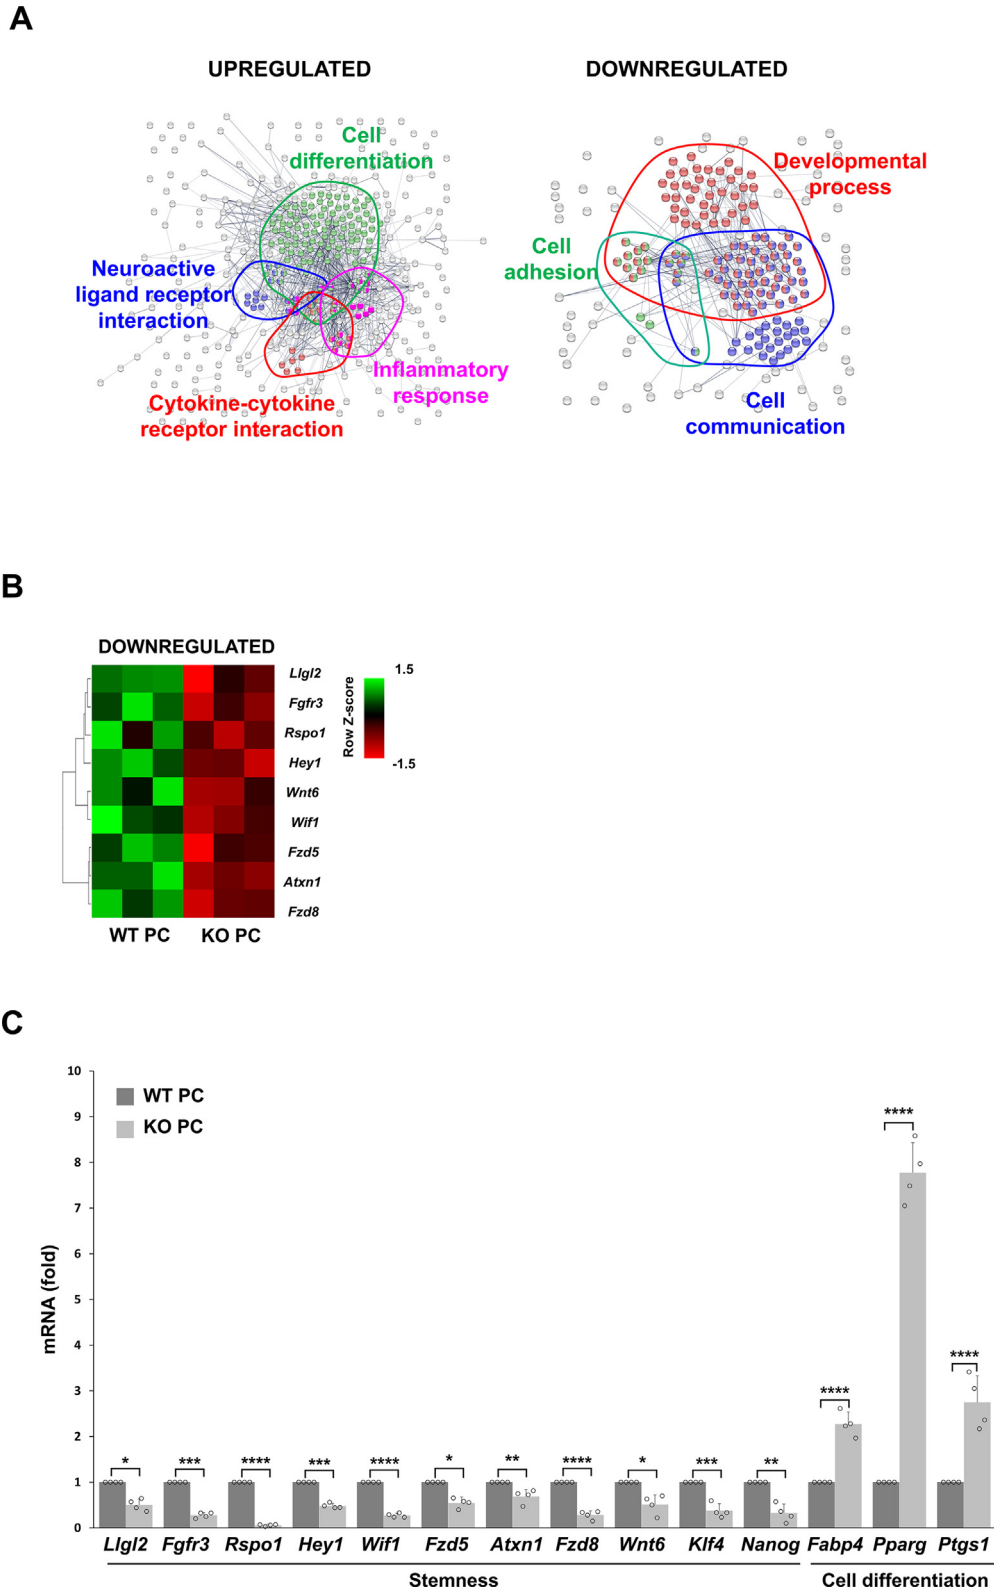 A
UPREGULATED
DOWNREGULATED
Cell
differentiation
Neuroactive
ligand receptor
interaction
Inflammatory
response
Cytokine-cytokine
receptor interaction
Developmental
process
Cell
adhesion
Cell
communication
B
DOWNREGULATED
Llgl2
Fgfr3
Rspo1
Hey1
Wnt6
Wif1
Fzd5
Atxn1
Fzd8
WT PC KO PC
Row Z-score
1.5
-1.5
C
WT PC
KO PC
mRNA (fold)
10
9
8
7
6
5
4
3
2
1
0
* *** **** *** **** * ** **** * *** ** **** **** ****
Llgl2 Fgfr3 Rspo1 Hey1 Wif1 Fzd5 Atxn1 Fzd8 Wnt6 Klf4 Nanog Fabp4 Pparg Ptgs1
Stemness Cell differentiation